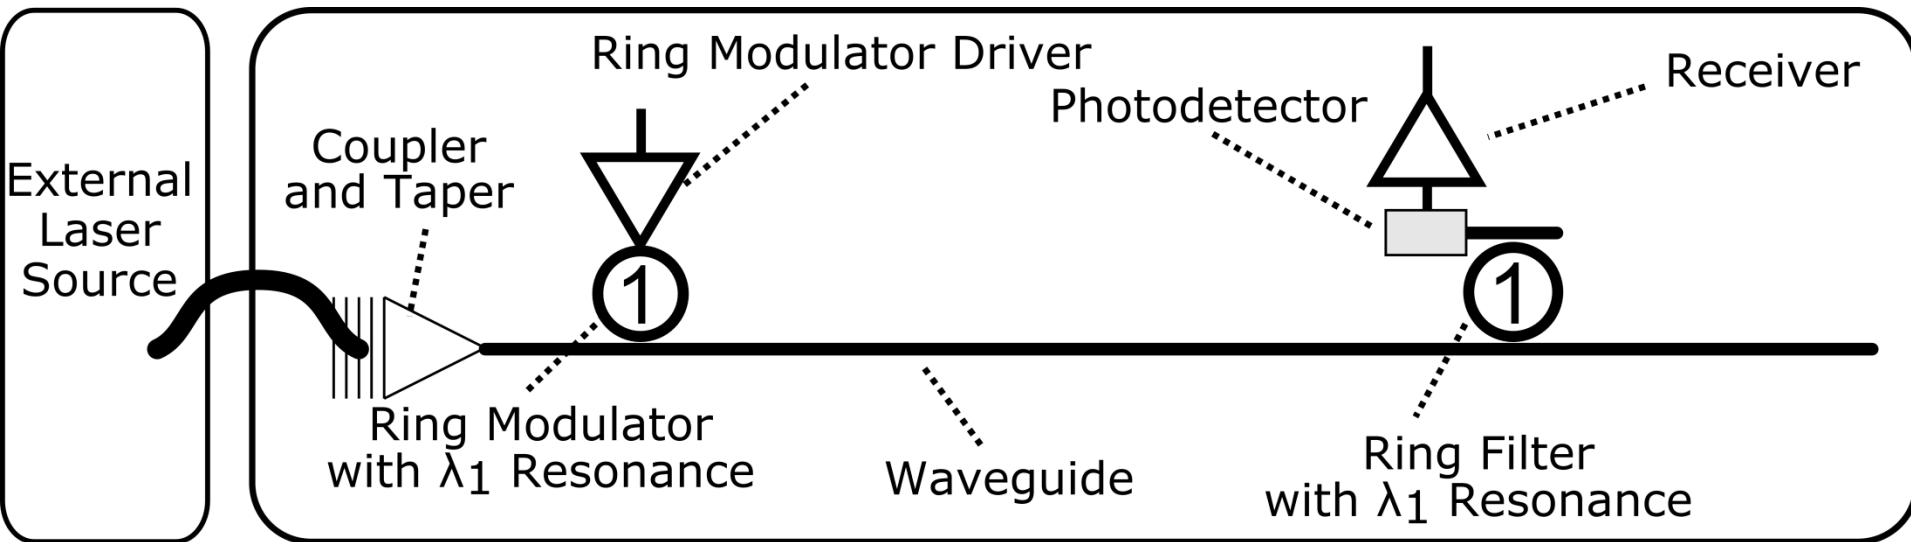 External
Laser
Source
Coupler
and Taper
Ring Modulator Driver
Photodetector
Receiver
1
1
Ring Modulator
with λ1 Resonance
Waveguide
Ring Filter
with λ1 Resonance